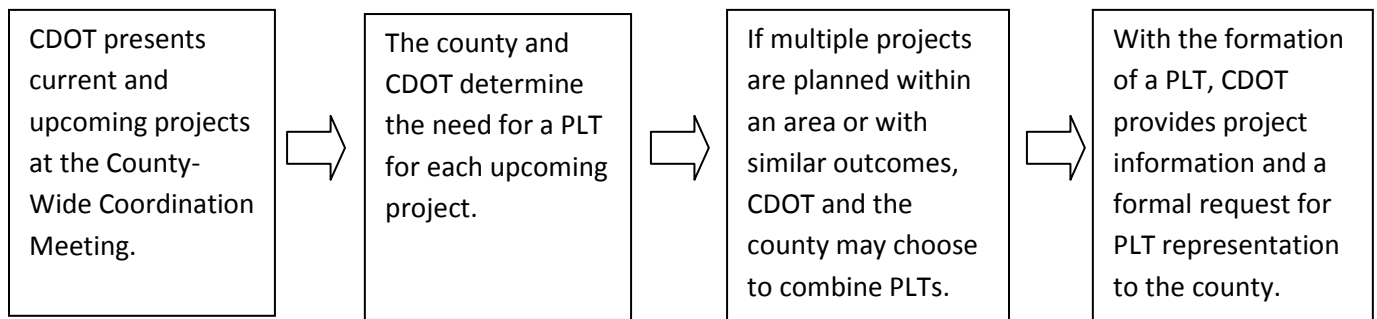 CDOT presents
current and
upcoming projects
at the County-
Wide Coordination
Meeting.
The county and
CDOT determine
the need for a PLT
for each upcoming
project.
If multiple projects
are planned within
an area or with
similar outcomes,
CDOT and the
county may choose
to combine PLTs.
With the formation
of a PLT, CDOT
provides project
information and a
formal request for
PLT representation
to the county.